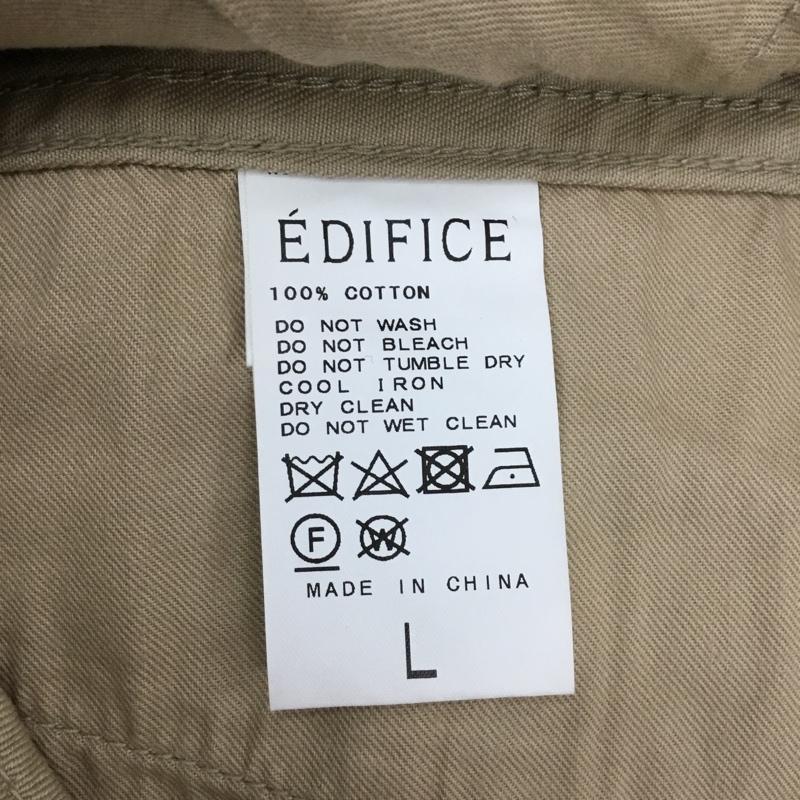 ÉDIFICE
100% COTTON
DO NOT WASH
DO NOT BLEACH
DO NOT TUMBLE DRY
COOL IRON
DRY CLEAN
DO NOT WET CLEAN
F W
MADE IN CHINA
L